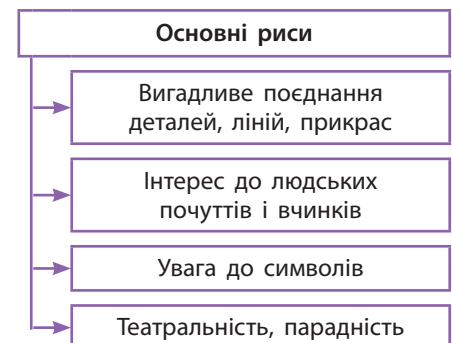 Основні риси
Вигадливе поєднання
деталей, ліній, прикрас
Інтерес до людських
почуттів і вчинків
Увага до символів
Театральність, парадність